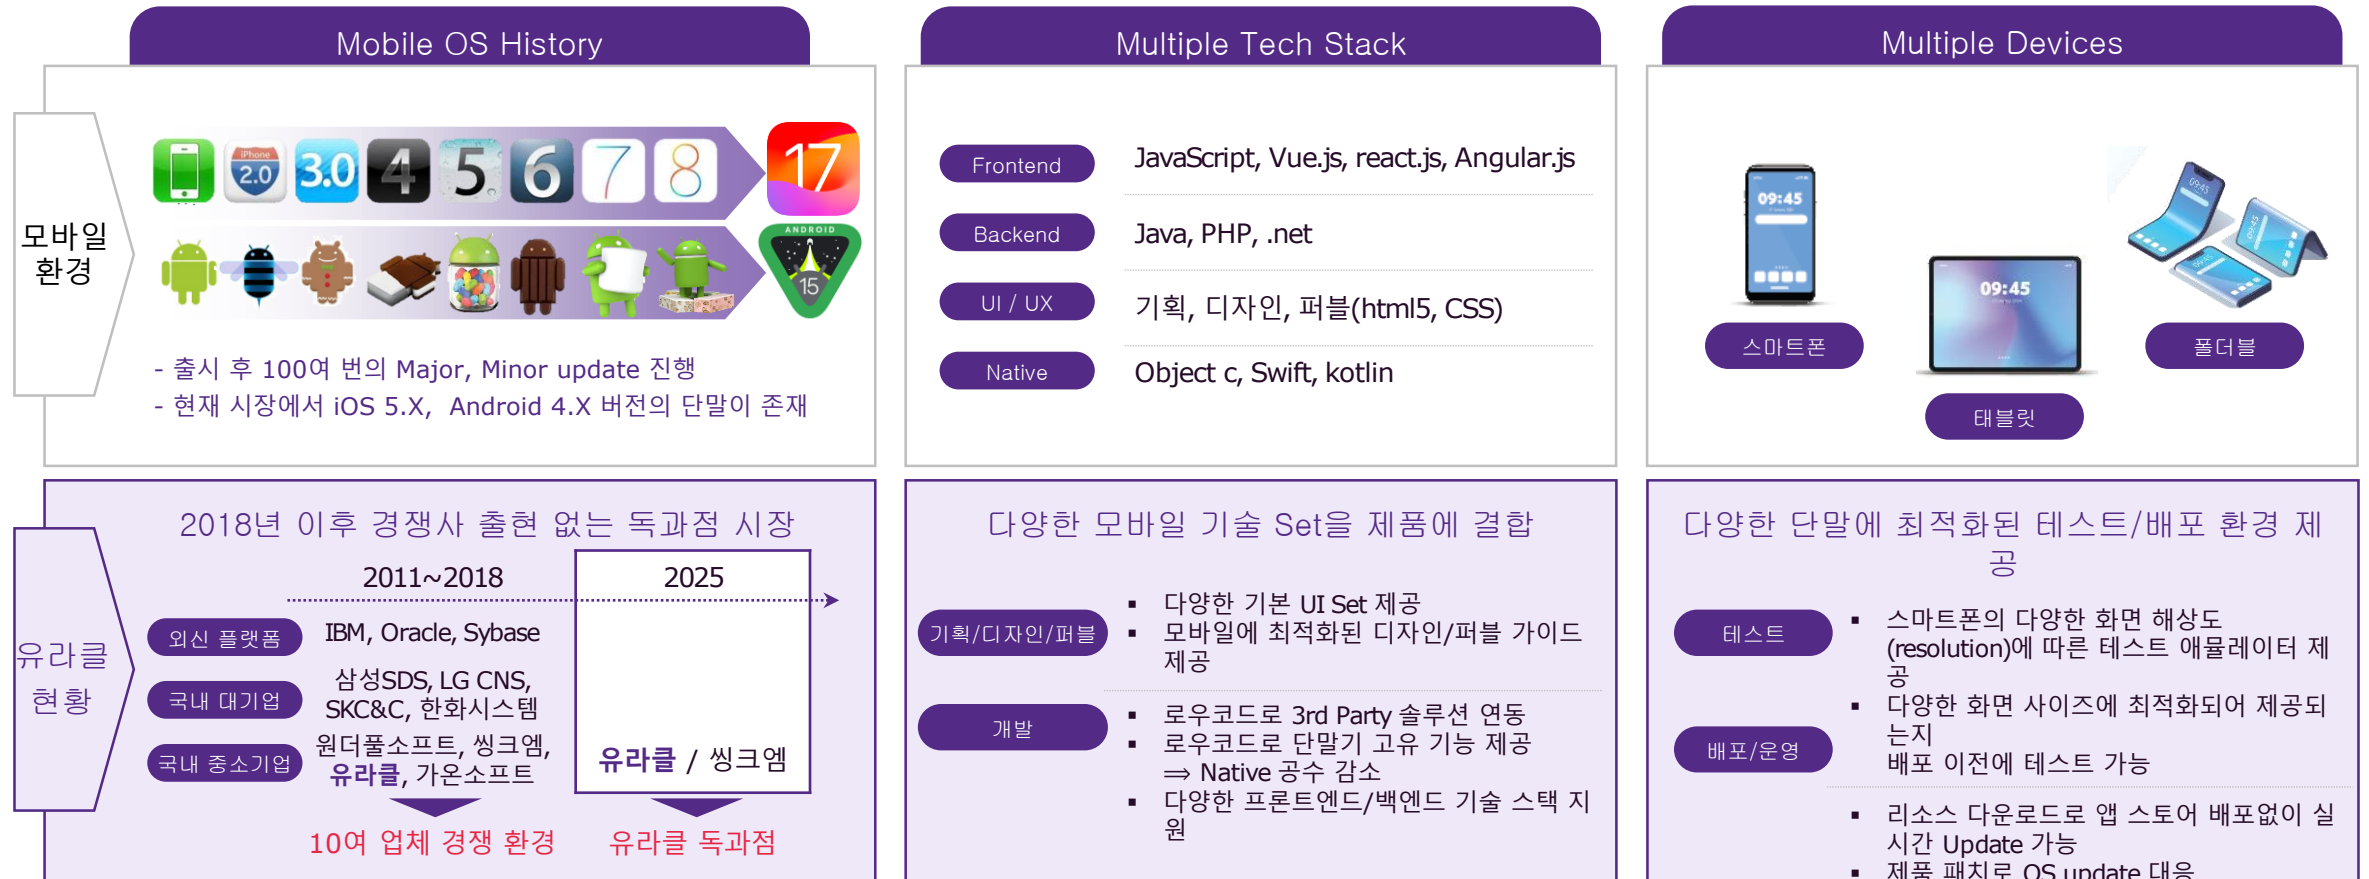 Mobile OS History
모바일
환경
iPhone
2.0
3.0
4
5
6
7
8
17
ANDROID
15
- 출시 후 100여 번의 Major, Minor update 진행
- 현재 시장에서 iOS 5.X, Android 4.X 버전의 단말이 존재
Multiple Tech Stack
Frontend
JavaScript, Vue.js, react.js, Angular.js
Backend
Java, PHP, .net
UI / UX
기획, 디자인, 퍼블(html5, CSS)
Native
Object c, Swift, kotlin
Multiple Devices
09:45
스마트폰
09:45
태블릿
09:45
09:45
09:45
폴더블
유라클
현황
2018년 이후 경쟁사 출현 없는 독과점 시장
2011~2018
2025
외신 플랫폼
IBM, Oracle, Sybase
국내 대기업
삼성SDS, LG CNS,
SKC&C, 한화시스템
국내 중소기업
원더풀소프트, 씽크엠,
유라클, 가온소프트
유라클 / 씽크엠
10여 업체 경쟁 환경
유라클 독과점
다양한 모바일 기술 Set을 제품에 결합
기획/디자인/퍼블
▪ 다양한 기본 UI Set 제공
▪ 모바일에 최적화된 디자인/퍼블 가이드
제공
개발
▪ 로우코드로 3rd Party 솔루션 연동
▪ 로우코드로 단말기 고유 기능 제공
⇒ Native 공수 감소
▪ 다양한 프론트엔드/백엔드 기술 스택 지
원
다양한 단말에 최적화된 테스트/배포 환경 제
공
테스트
▪ 스마트폰의 다양한 화면 해상도
(resolution)에 따른 테스트 애뮬레이터 제
공
▪ 다양한 화면 사이즈에 최적화되어 제공되
는지
배포 이전에 테스트 가능
배포/운영
▪ 리소스 다운로드로 앱 스토어 배포없이 실
시간 Update 가능
▪ 제품 패치로 OS update 대응